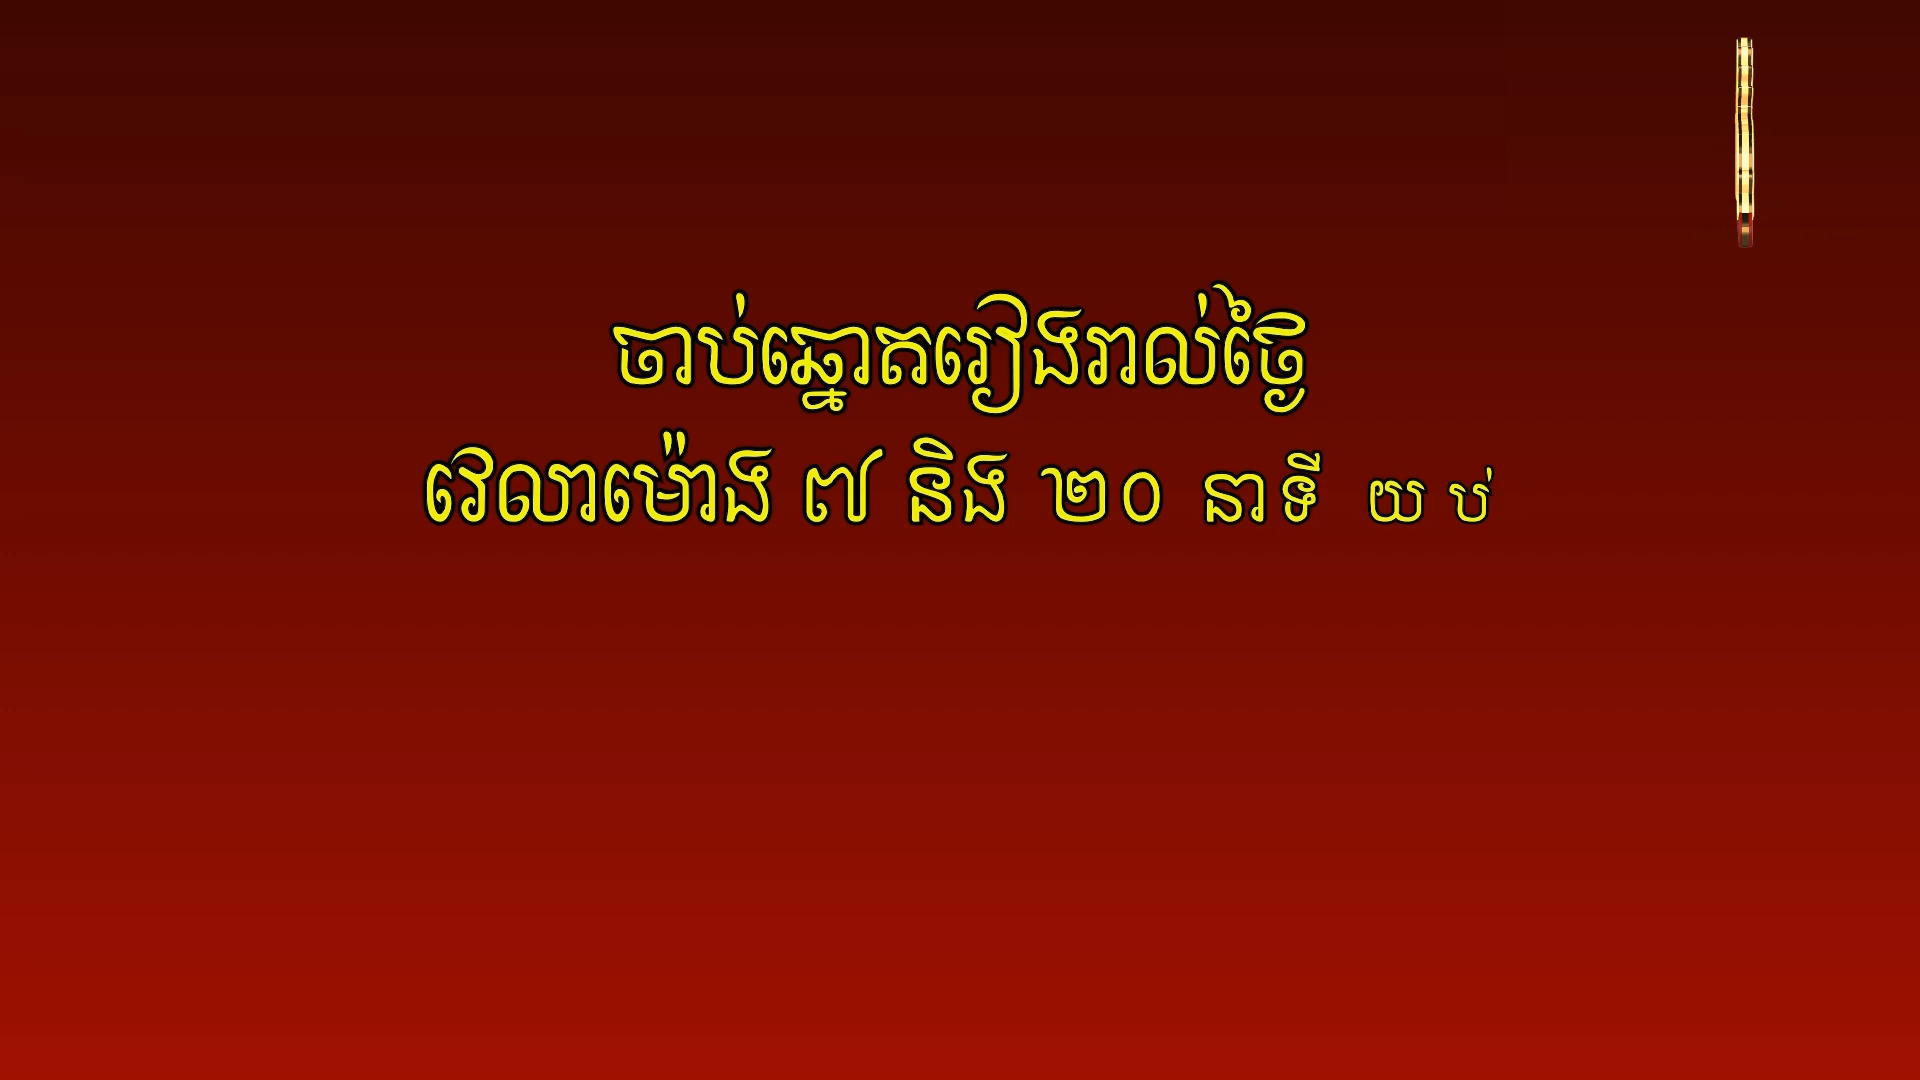 ចាប់ឆ្នោតរៀងរាល់ថ្ងៃ
វេលាម៉ោង ៧ និង ២០ នាទី យប់